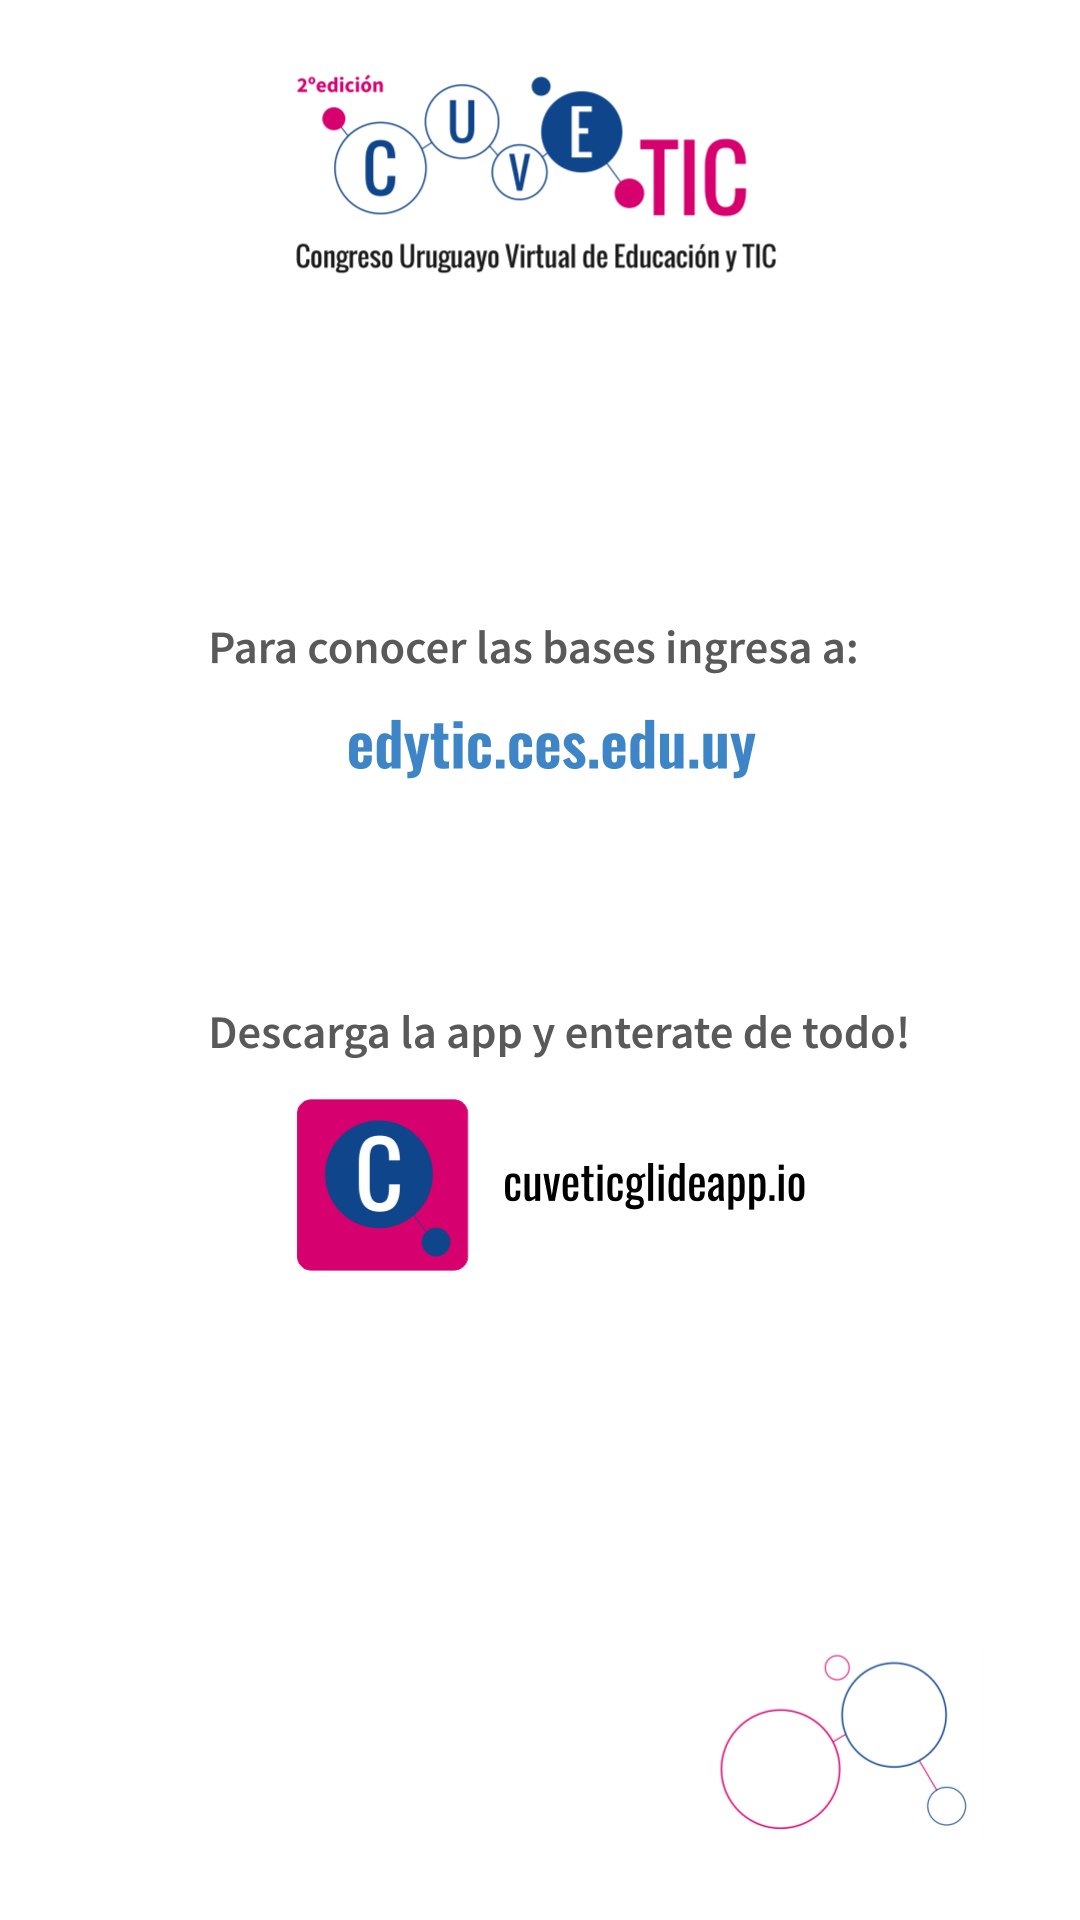 2ºedición
CUVE TIC
Congreso Uruguayo Virtual de Educación y TIC
Para conocer las bases ingresa a:
edytic.ces.edu.uy
Descarga la app y enterate de todo!
C
cuveticglideapp.io